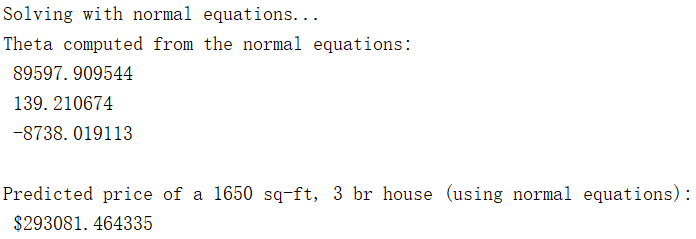 Solving with normal equations...
Theta computed from the normal equations:
89597.909544
139.210674
-8738.019113
Predicted price of a 1650 sq-ft, 3 br house (using normal equations):
$293081.464335